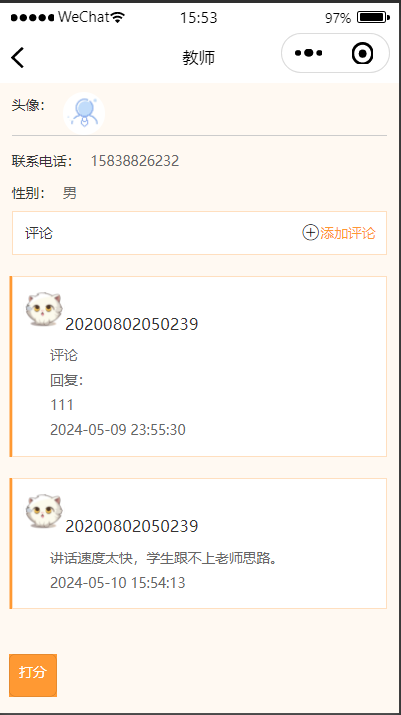 WeChat 15:53 97%
教师
头像：
联系电话： 15838826232
性别： 男
评论 添加评论
20200802050239
评论
回复：
111
2024-05-09 23:55:30
20200802050239
讲话速度太快，学生跟不上老师思路。
2024-05-10 15:54:13
打分